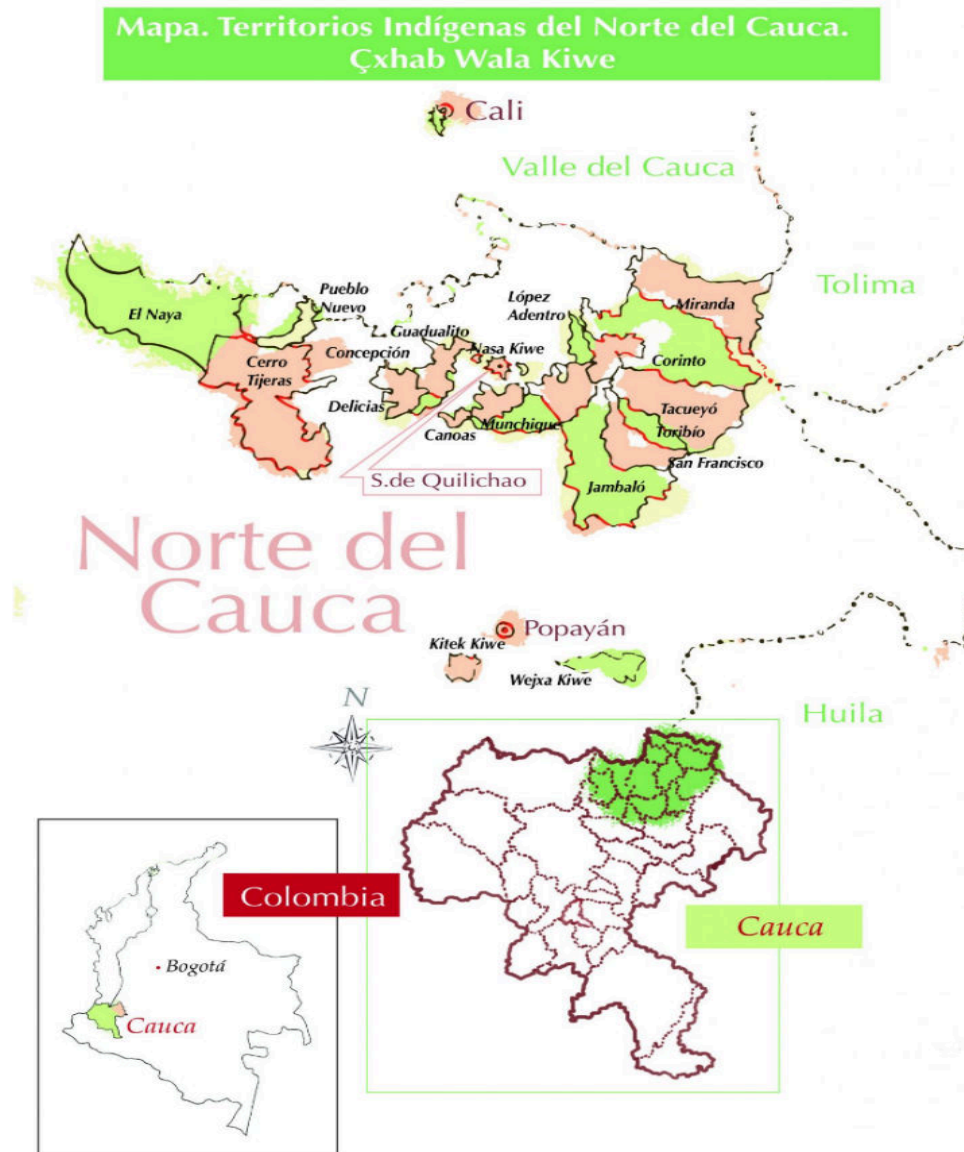 Mapa. Territorios Indígenas del Norte del Cauca.
Çxhab Wala Kiwe
Cali
Valle del Cauca
Tolima
Pueblo
Nuevo
El Naya
López
Adentro
Miranda
Guadualito
Nasa Kiwe
Concepción
Cerro
Tijeras
Corinto
Delicias
Tacueyó
Canoas
Munchique
Toribío
San Francisco
S.de Quilichao
Jambaló
Norte del
Cauca
Popayán
Kitek Kiwe
Wejxa Kiwe
N
Huila
Colombia
Cauca
Bogotá
Cauca